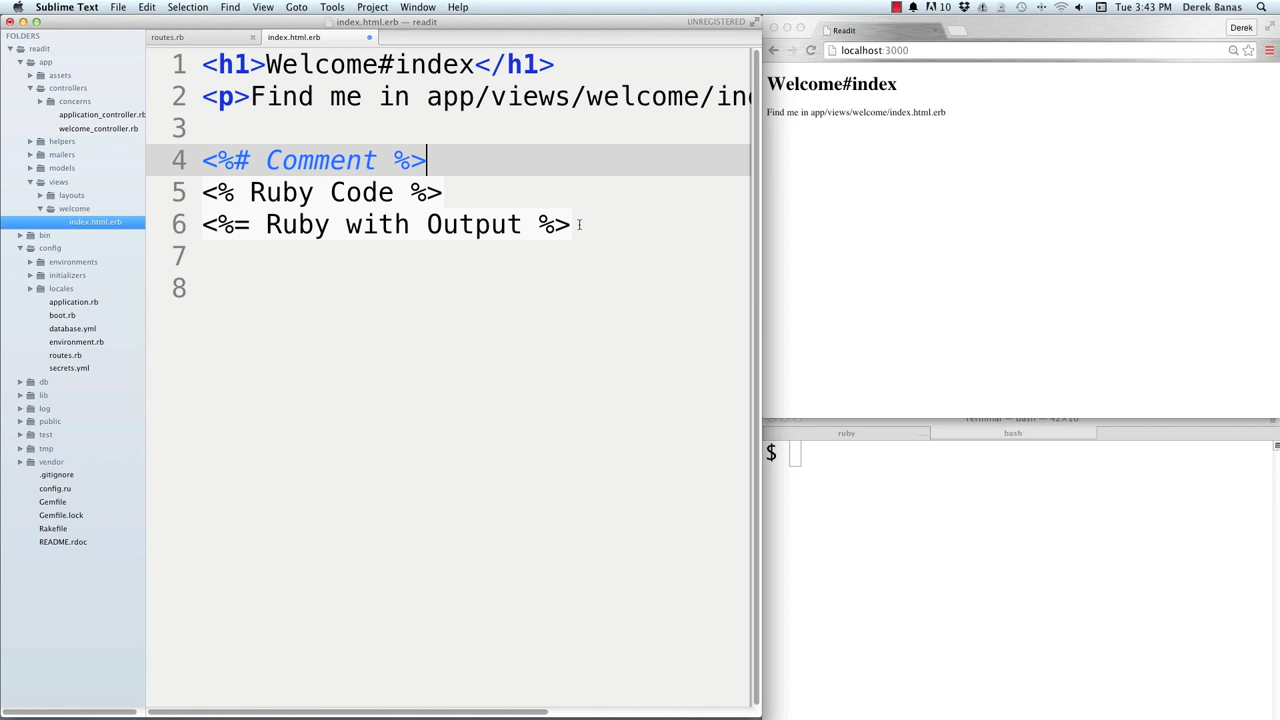 Sublime Text File Edit Selection Find View Goto Tools Project Window Help
10 Tue 3:43 PM Derek Banas
index.html.erb — readit
UNREGISTERED
FOLDERS
readit
app
assets
controllers
concerns
application_controller.rb
welcome_controller.rb
helpers
mailers
models
views
layouts
welcome
index.html.erb
bin
config
environments
initializers
locales
application.rb
boot.rb
database.yml
environment.rb
routes.rb
secrets.yml
db
lib
log
public
test
tmp
vendor
.gitignore
config.ru
Gemfile
Gemfile.lock
Rakefile
README.rdoc
routes.rb
index.html.erb
1 <h1>Welcome#index</h1>
2 <p>Find me in app/views/welcome/in
3
4 <%# Comment %>
5 <% Ruby Code %>
6 <%= Ruby with Output %>
7
8
Readit
Derek
localhost:3000
Welcome#index
Find me in app/views/welcome/index.html.erb
Terminal — bash — 42x10
ruby ...
bash
$